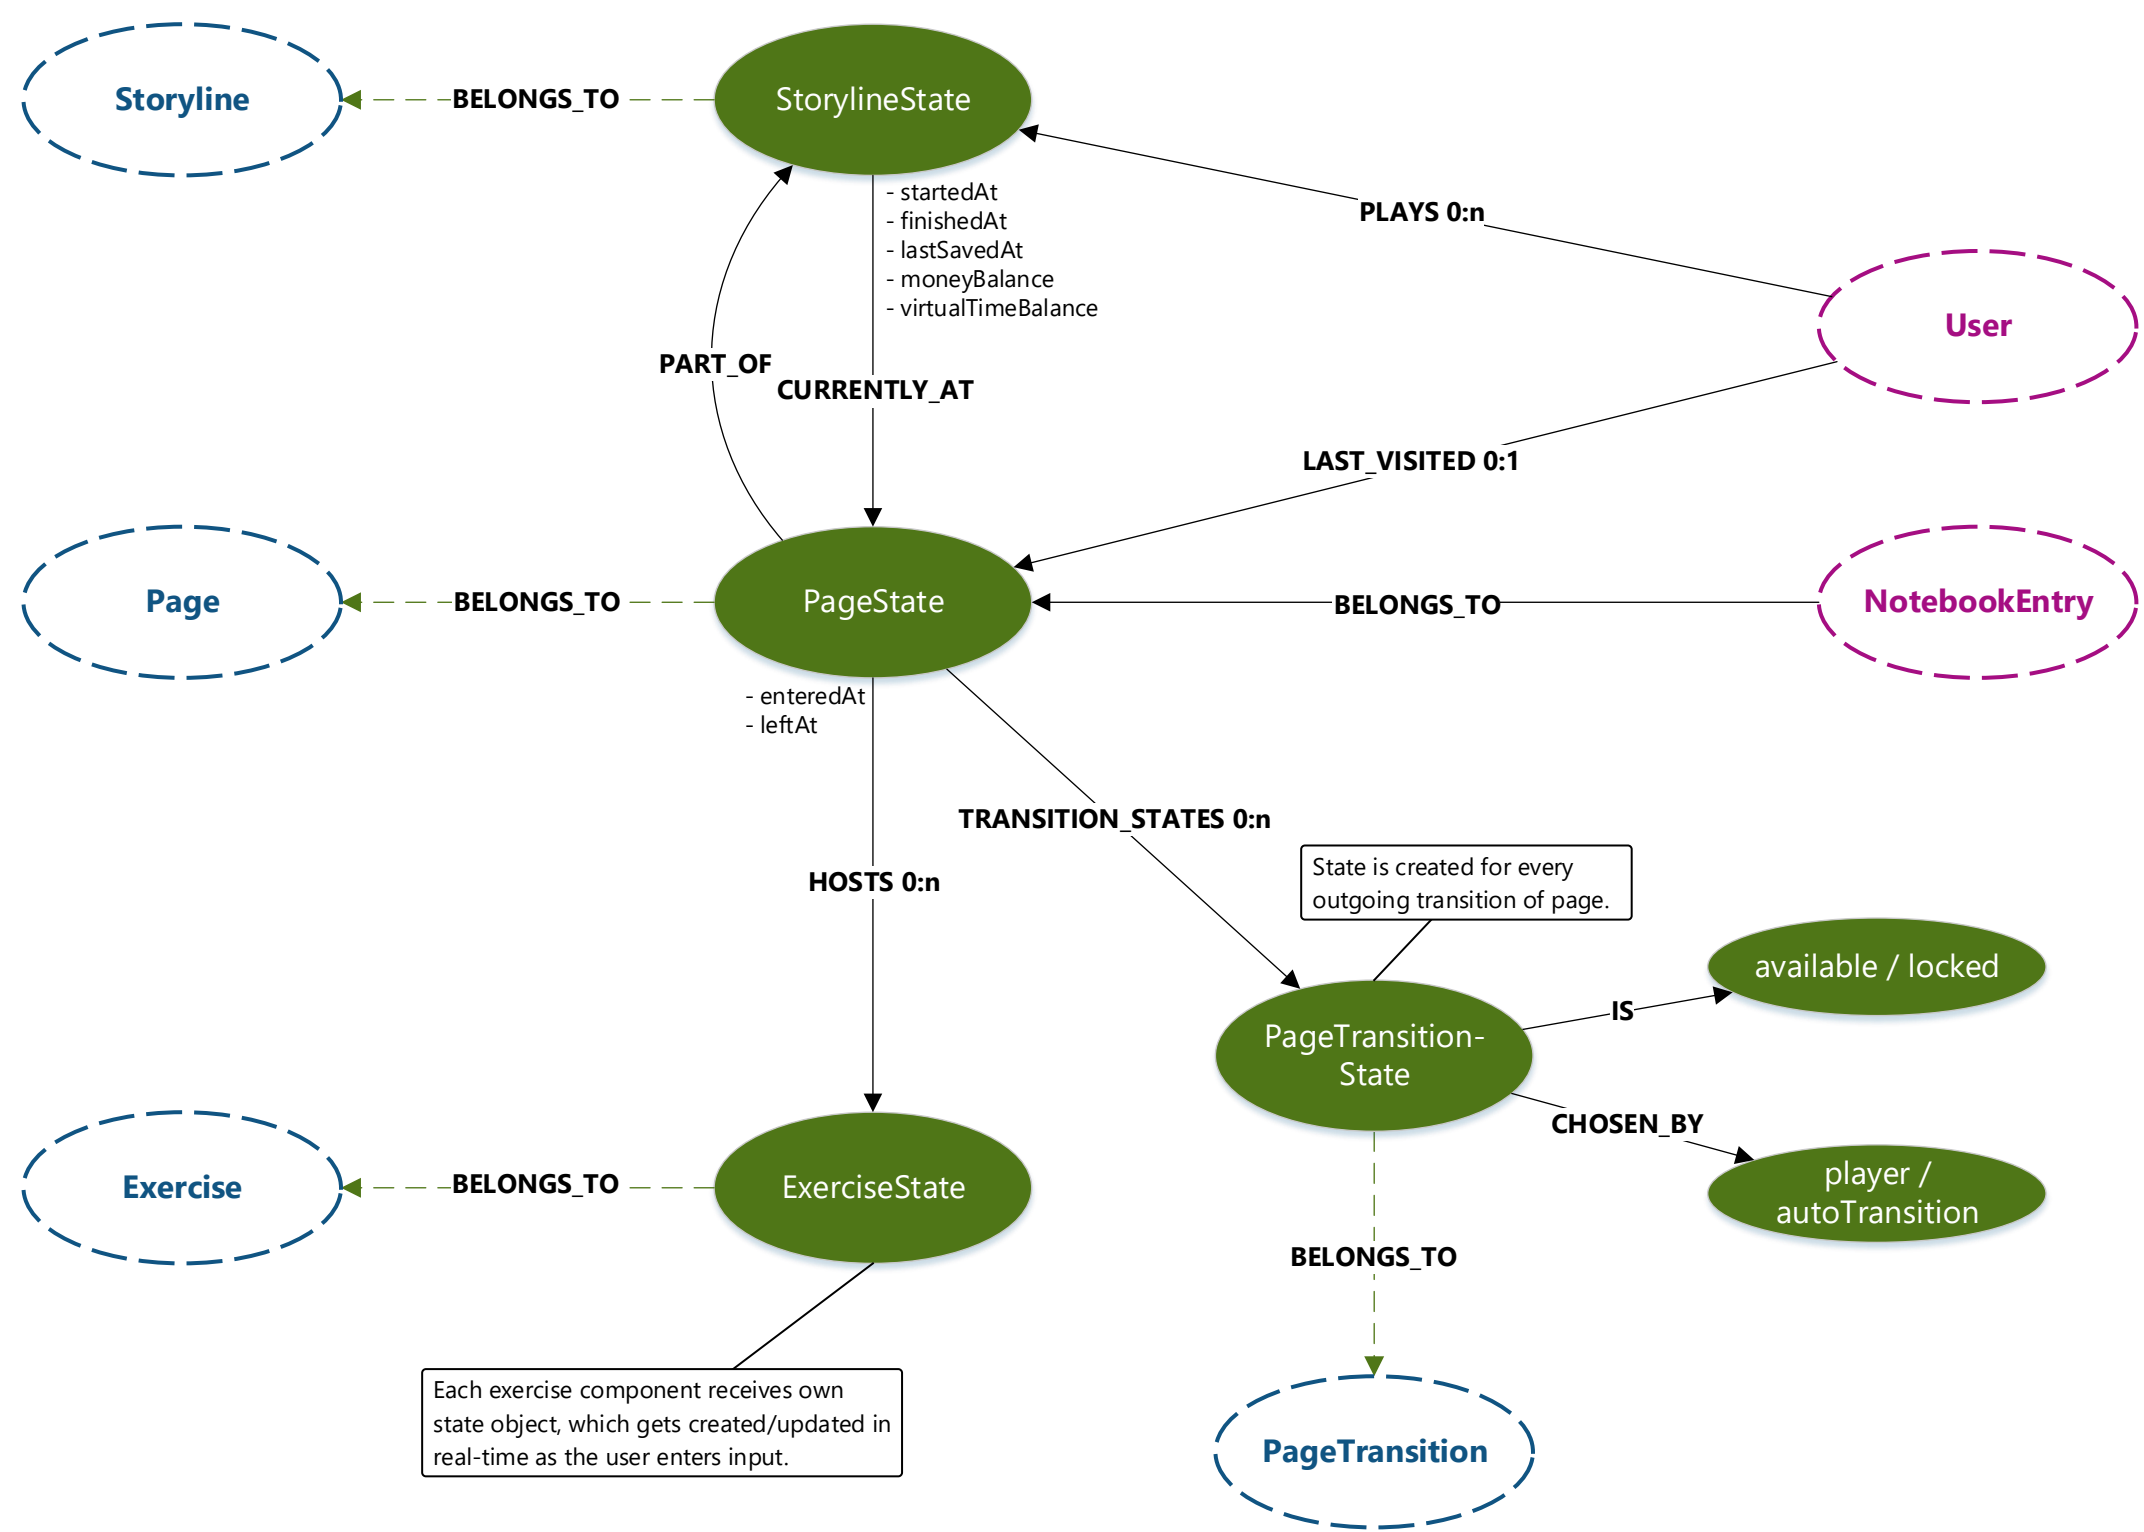 Storyline
BELONGS_TO
StorylineState
- startedAt
- finishedAt
- lastSavedAt
- moneyBalance
- virtualTimeBalance
PLAYS 0:n
User
PART_OF
CURRENTLY_AT
LAST_VISITED 0:1
Page
BELONGS_TO
PageState
BELONGS_TO
NotebookEntry
- enteredAt
- leftAt
TRANSITION_STATES 0:n
HOSTS 0:n
State is created for every
outgoing transition of page.
available / locked
IS
PageTransition-
State
CHOSEN_BY
player /
autoTransition
Exercise
BELONGS_TO
ExerciseState
BELONGS_TO
Each exercise component receives own
state object, which gets created/updated in
real-time as the user enters input.
PageTransition